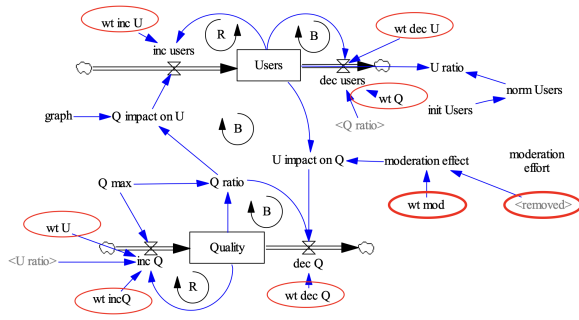 wt inc U
inc users
R
B
wt dec U
Users
dec users
U ratio
wt Q
norm Users
init Users
graph
Q impact on U
B
<Q ratio>
U impact on Q
moderation effect
moderation
effort
Q max
Q ratio
wt mod
<removed>
B
wt U
Quality
<U ratio>
inc Q
dec Q
R
wt incQ
wt dec Q